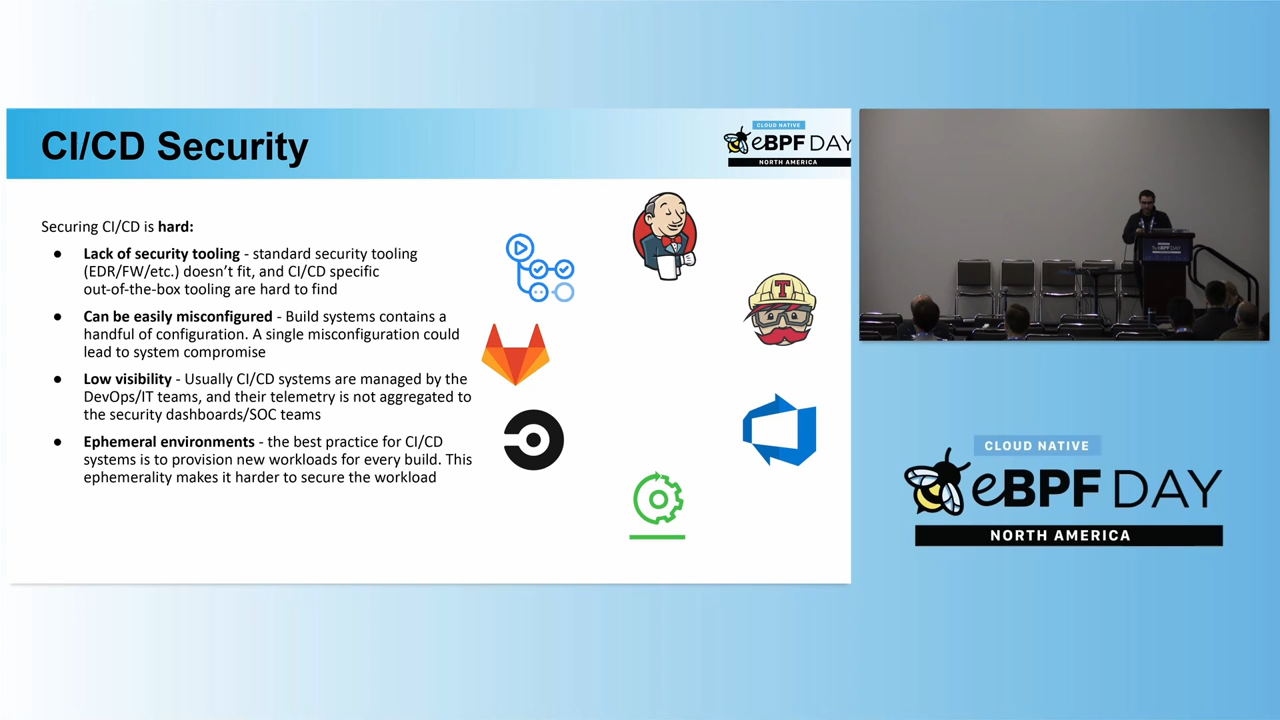 CI/CD Security
CLOUD NATIVE
eBPF DAY
NORTH AMERICA
Securing CI/CD is hard:
● Lack of security tooling - standard security tooling
(EDR/FW/etc.) doesn’t fit, and CI/CD specific
out-of-the-box tooling are hard to find
● Can be easily misconfigured - Build systems contains a
handful of configuration. A single misconfiguration could
lead to system compromise
● Low visibility - Usually CI/CD systems are managed by the
DevOps/IT teams, and their telemetry is not aggregated to
the security dashboards/SOC teams
● Ephemeral environments - the best practice for CI/CD
systems is to provision new workloads for every build. This
ephemerality makes it harder to secure the workload
T
eBPF DAY
CLOUD NATIVE
eBPF DAY
NORTH AMERICA